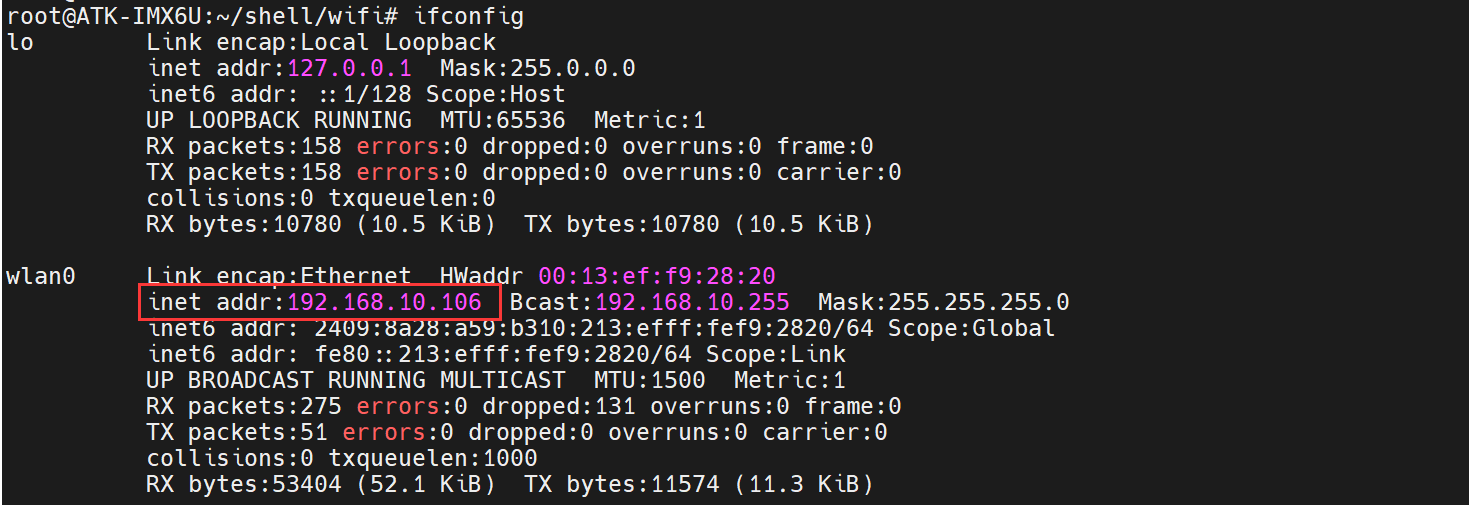 root@ATK-IMX6U:~/shell/wifi# ifconfig
lo        Link encap:Local Loopback
          inet addr:127.0.0.1  Mask:255.0.0.0
          inet6 addr: ::1/128 Scope:Host
          UP LOOPBACK RUNNING  MTU:65536  Metric:1
          RX packets:158 errors:0 dropped:0 overruns:0 frame:0
          TX packets:158 errors:0 dropped:0 overruns:0 carrier:0
          collisions:0 txqueuelen:0
          RX bytes:10780 (10.5 KiB)  TX bytes:10780 (10.5 KiB)

wlan0     Link encap:Ethernet  HWaddr 00:13:ef:f9:28:20
          inet addr:192.168.10.106  Bcast:192.168.10.255  Mask:255.255.255.0
          inet6 addr: 2409:8a28:a59:b310:213:efff:fef9:2820/64 Scope:Global
          inet6 addr: fe80::213:efff:fef9:2820/64 Scope:Link
          UP BROADCAST RUNNING MULTICAST  MTU:1500  Metric:1
          RX packets:275 errors:0 dropped:131 overruns:0 frame:0
          TX packets:51 errors:0 dropped:0 overruns:0 carrier:0
          collisions:0 txqueuelen:1000
          RX bytes:53404 (52.1 KiB)  TX bytes:11574 (11.3 KiB)